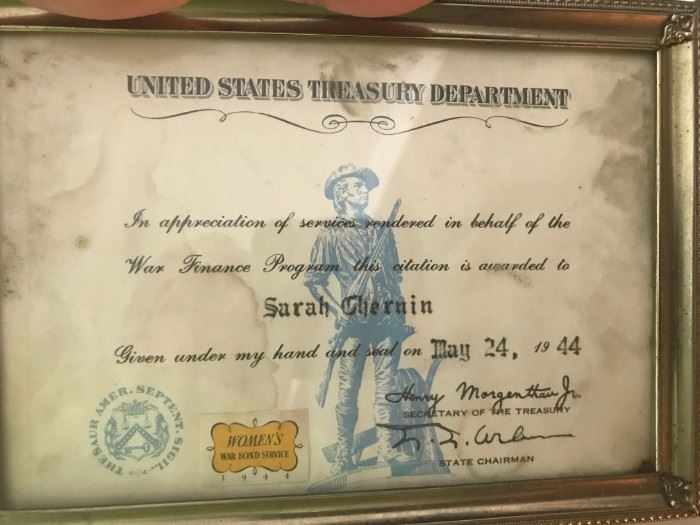 UNITED STATES TREASURY DEPARTMENT
In appreciation of services rendered in behalf of the
War Finance Program this citation is awarded to
Sarah Chernin
Given under my hand and seal on May 24, 1944
Henry Morgenthau Jr.
SECRETARY OF THE TREASURY
STATE CHAIRMAN
THESAUR. AMER. SEPTENT. SIGIL.
WOMEN'S
WAR BOND SERVICE
1944